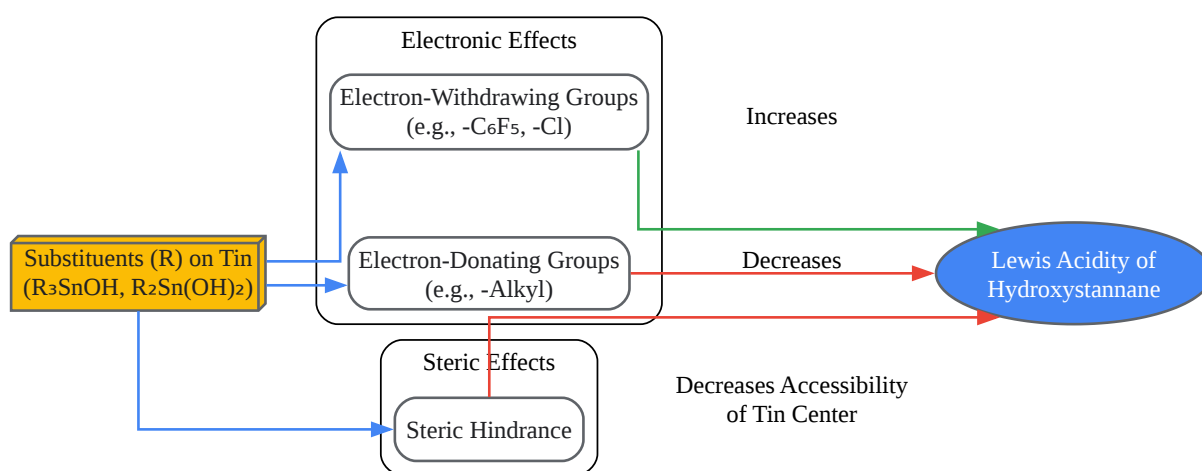 Electronic Effects
Electron-Withdrawing Groups
(e.g., -C₆F₅, -Cl)
Increases
Substituents (R) on Tin
(R₃SnOH, R₂Sn(OH)₂)
Electron-Donating Groups
(e.g., -Alkyl)
Decreases
Lewis Acidity of
Hydroxystannane
Steric Effects
Steric Hindrance
Decreases Accessibility
of Tin Center